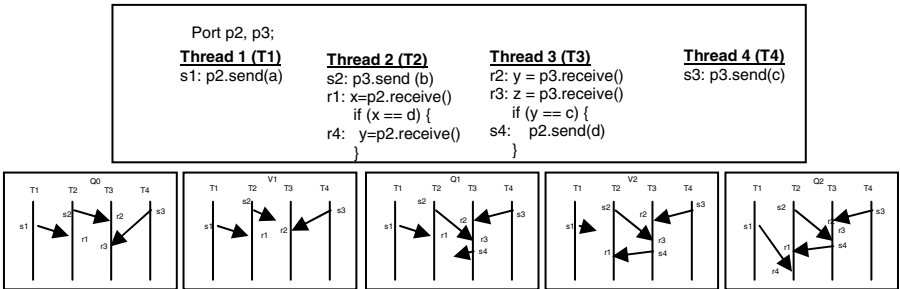 Port p2, p3;
Thread 1 (T1)
s1: p2.send(a)
Thread 2 (T2)
s2: p3.send (b)
r1: x=p2.receive()
if (x == d) {
r4: y=p2.receive()
}
Thread 3 (T3)
r2: y = p3.receive()
r3: z = p3.receive()
if (y == c) {
s4: p2.send(d)
}
Thread 4 (T4)
s3: p3.send(c)
Q0
T1 T2 T3 T4
s2 s3
r2
s1
r1
r3
V1
T1 T2 T3 T4
s2
s3
s1 r1 r2
Q1
T1 T2 T3 T4
s2 s3
r2
s1 r1
r3
s4
V2
T1 T2 T3 T4
s2 s3
r2
s1
r3
r1 s4
Q2
T1 T2 T3 T4
s2 s3
r2
s1
r3
r1 s4
r4